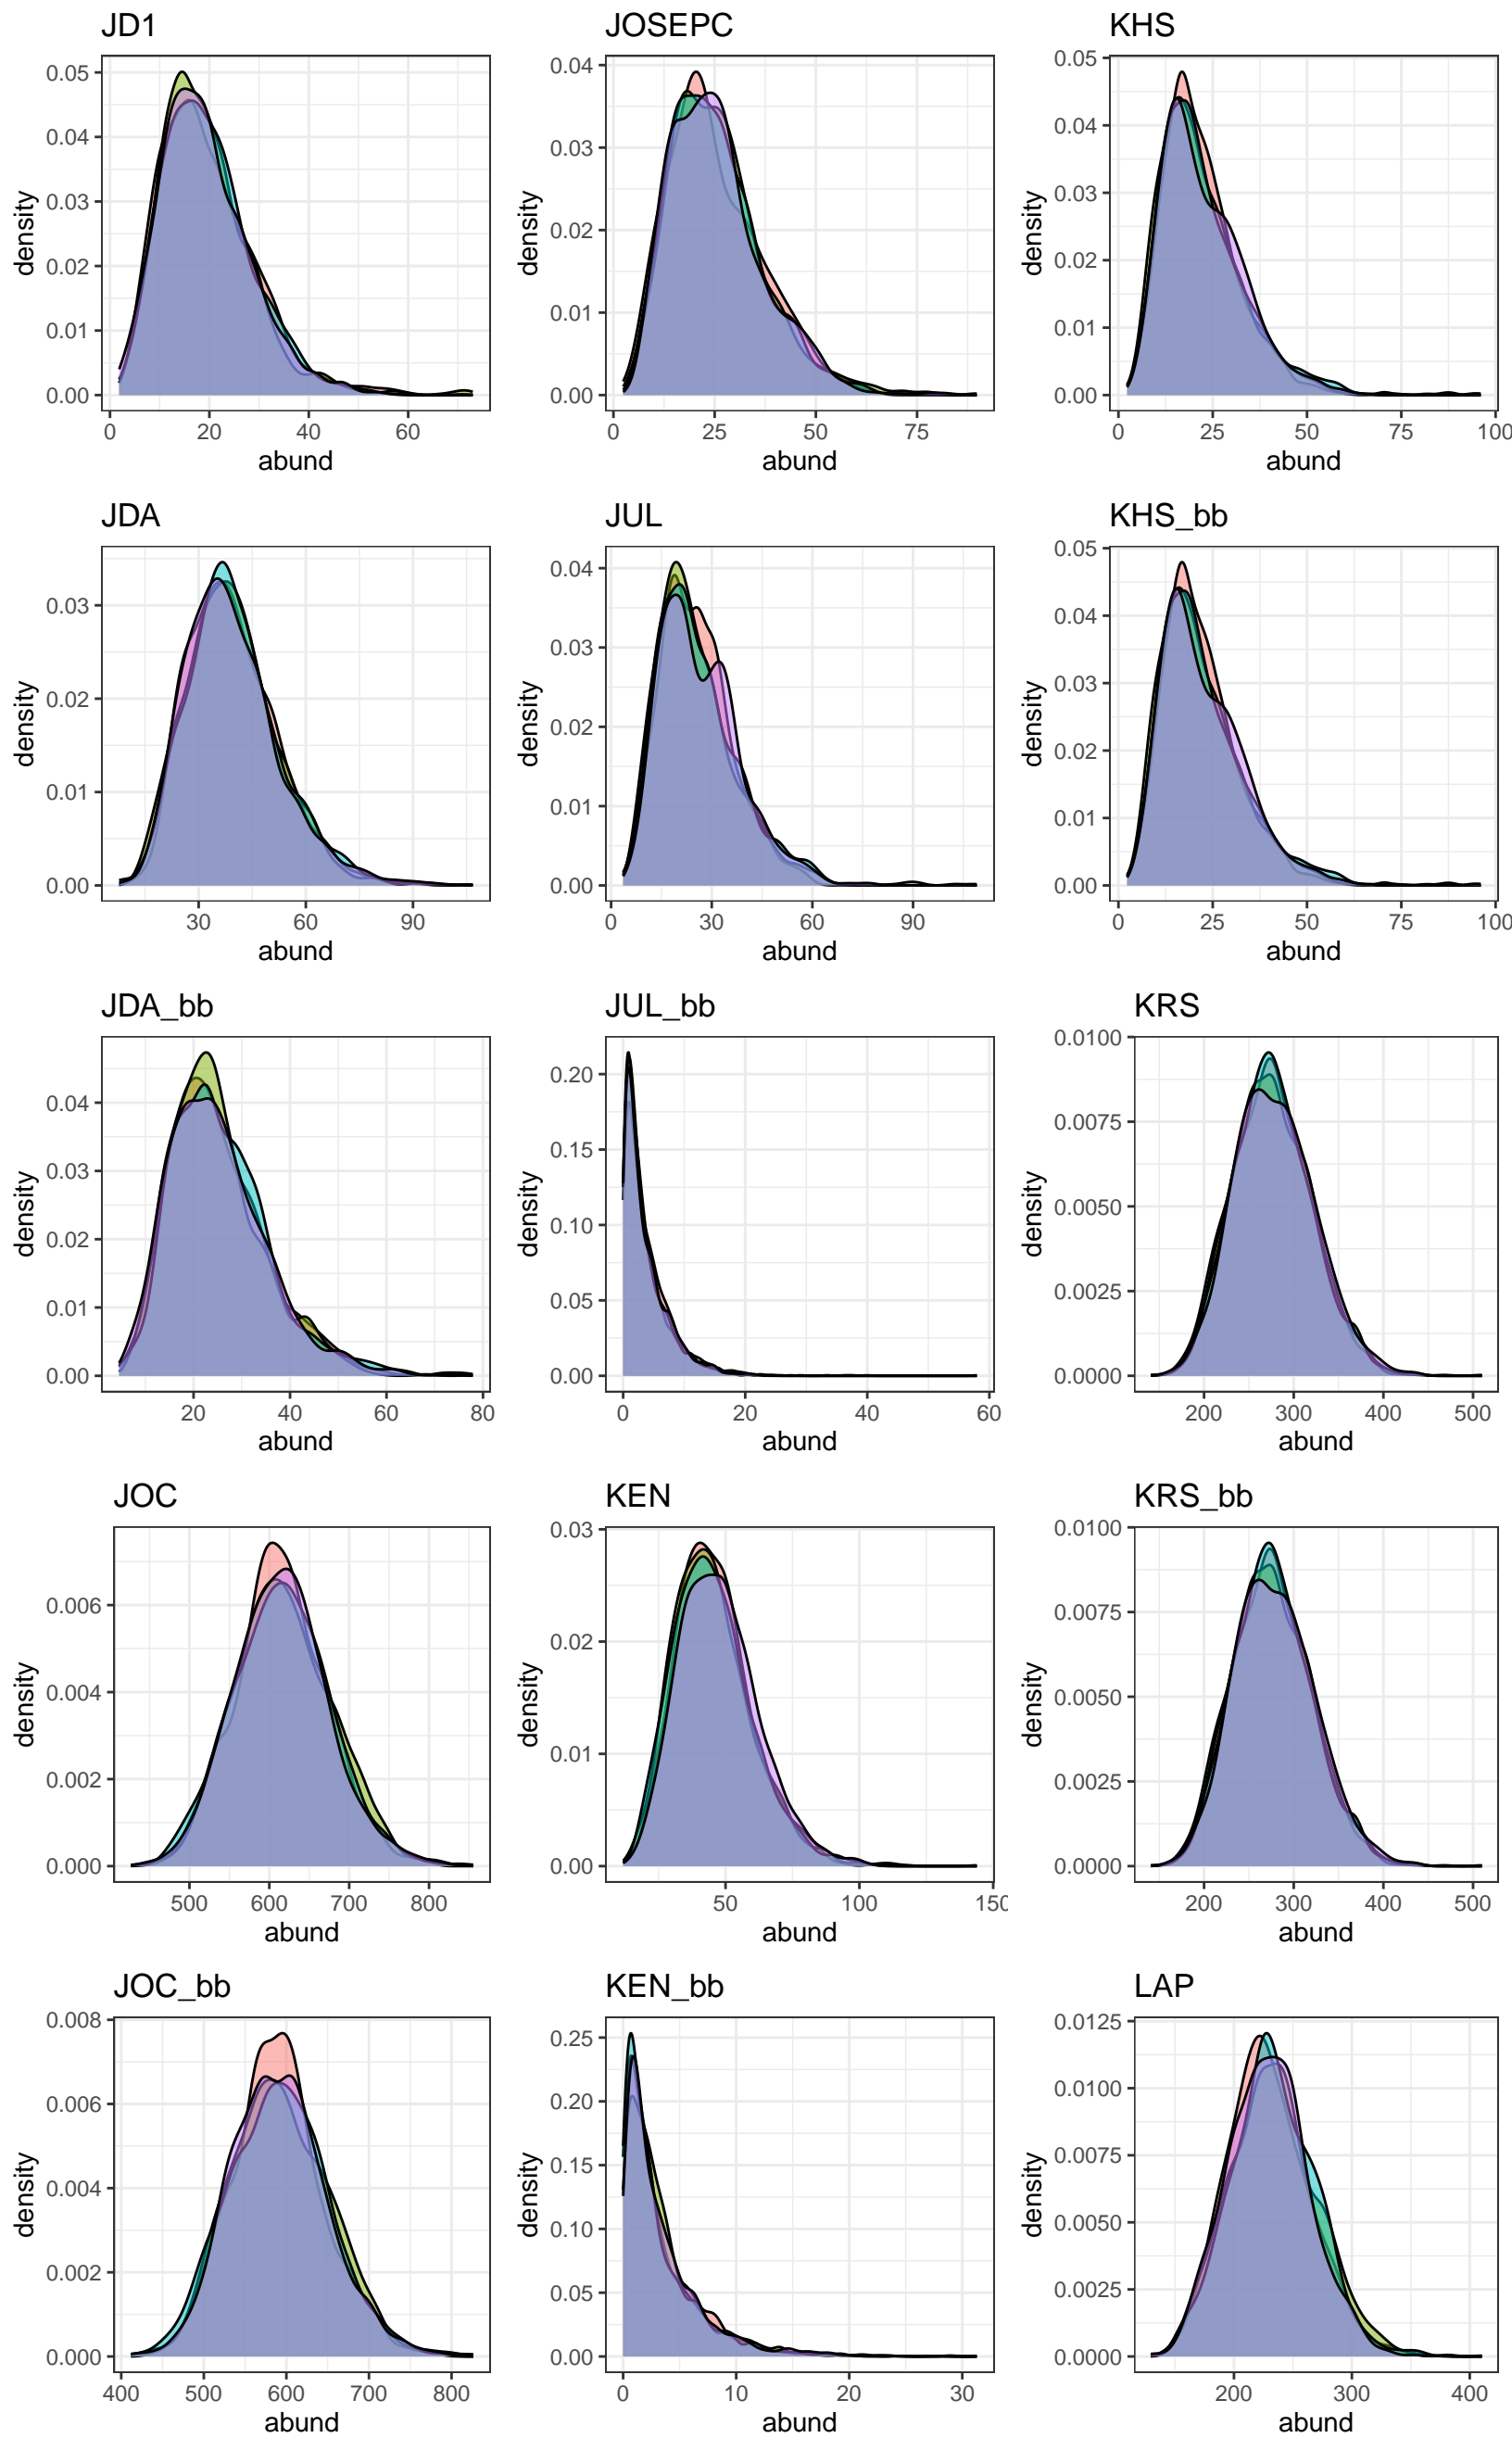 JD1
0.05
0.04
0.03
0.02
0.01
0.00
density
0 20 40 60
abund
JOSEPC
0.04
0.03
0.02
0.01
0.00
density
0 25 50 75
abund
KHS
0.05
0.04
0.03
0.02
0.01
0.00
density
0 25 50 75 100
abund
JDA
0.03
0.02
0.01
0.00
density
30 60 90
abund
JUL
0.04
0.03
0.02
0.01
0.00
density
0 30 60 90
abund
KHS_bb
0.05
0.04
0.03
0.02
0.01
0.00
density
0 25 50 75 100
abund
JDA_bb
0.04
0.03
0.02
0.01
0.00
density
20 40 60 80
abund
JUL_bb
0.20
0.15
0.10
0.05
0.00
density
0 20 40 60
abund
KRS
0.0100
0.0075
0.0050
0.0025
0.0000
density
200 300 400 500
abund
JOC
0.006
0.004
0.002
0.000
density
500 600 700 800
abund
KEN
0.03
0.02
0.01
0.00
density
50 100 150
abund
KRS_bb
0.0100
0.0075
0.0050
0.0025
0.0000
density
200 300 400 500
abund
JOC_bb
0.008
0.006
0.004
0.002
0.000
density
400 500 600 700 800
abund
KEN_bb
0.25
0.20
0.15
0.10
0.05
0.00
density
0 10 20 30
abund
LAP
0.0125
0.0100
0.0075
0.0050
0.0025
0.0000
density
200 300 400
abund